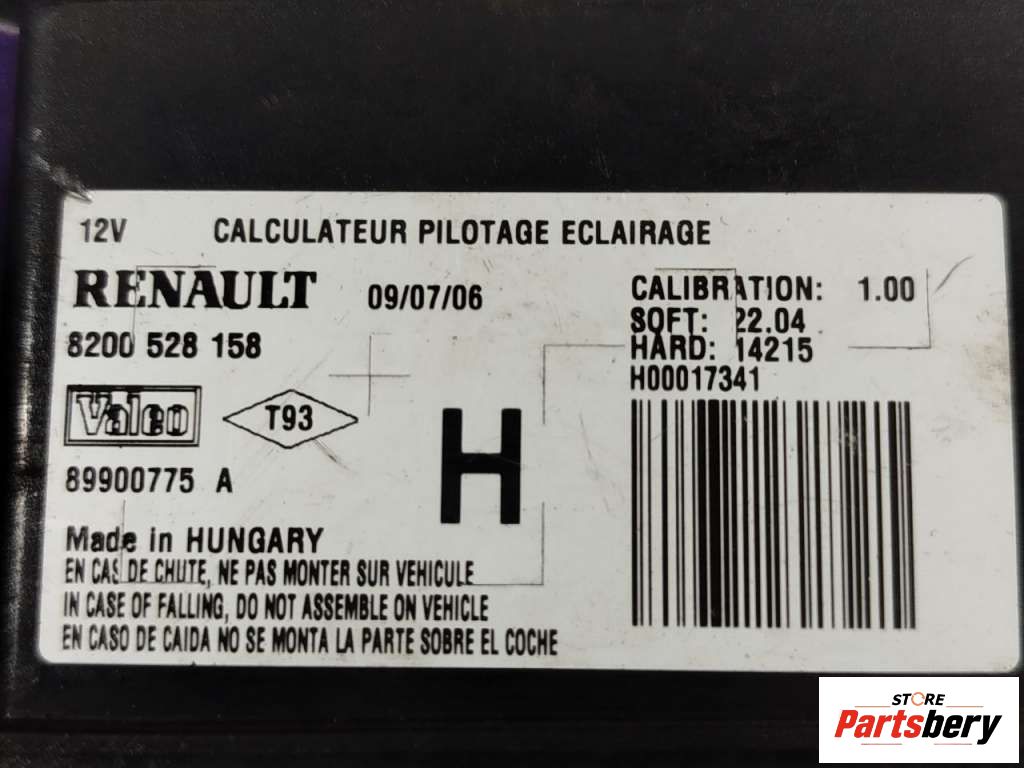 12V CALCULATEUR PILOTAGE ECLAIRAGE
RENAULT 09/07/06
8200 528 158
CALIBRATION: 1.00
SOFT: 22.04
HARD: 14215
H00017341
Valeo T93
H
89900775 A
Made in HUNGARY
EN CAS DE CHUTE, NE PAS MONTER SUR VEHICULE
IN CASE OF FALLING, DO NOT ASSEMBLE ON VEHICLE
EN CASO DE CAIDA NO SE MONTA LA PARTE SOBRE EL COCHE
STORE
Partsbery